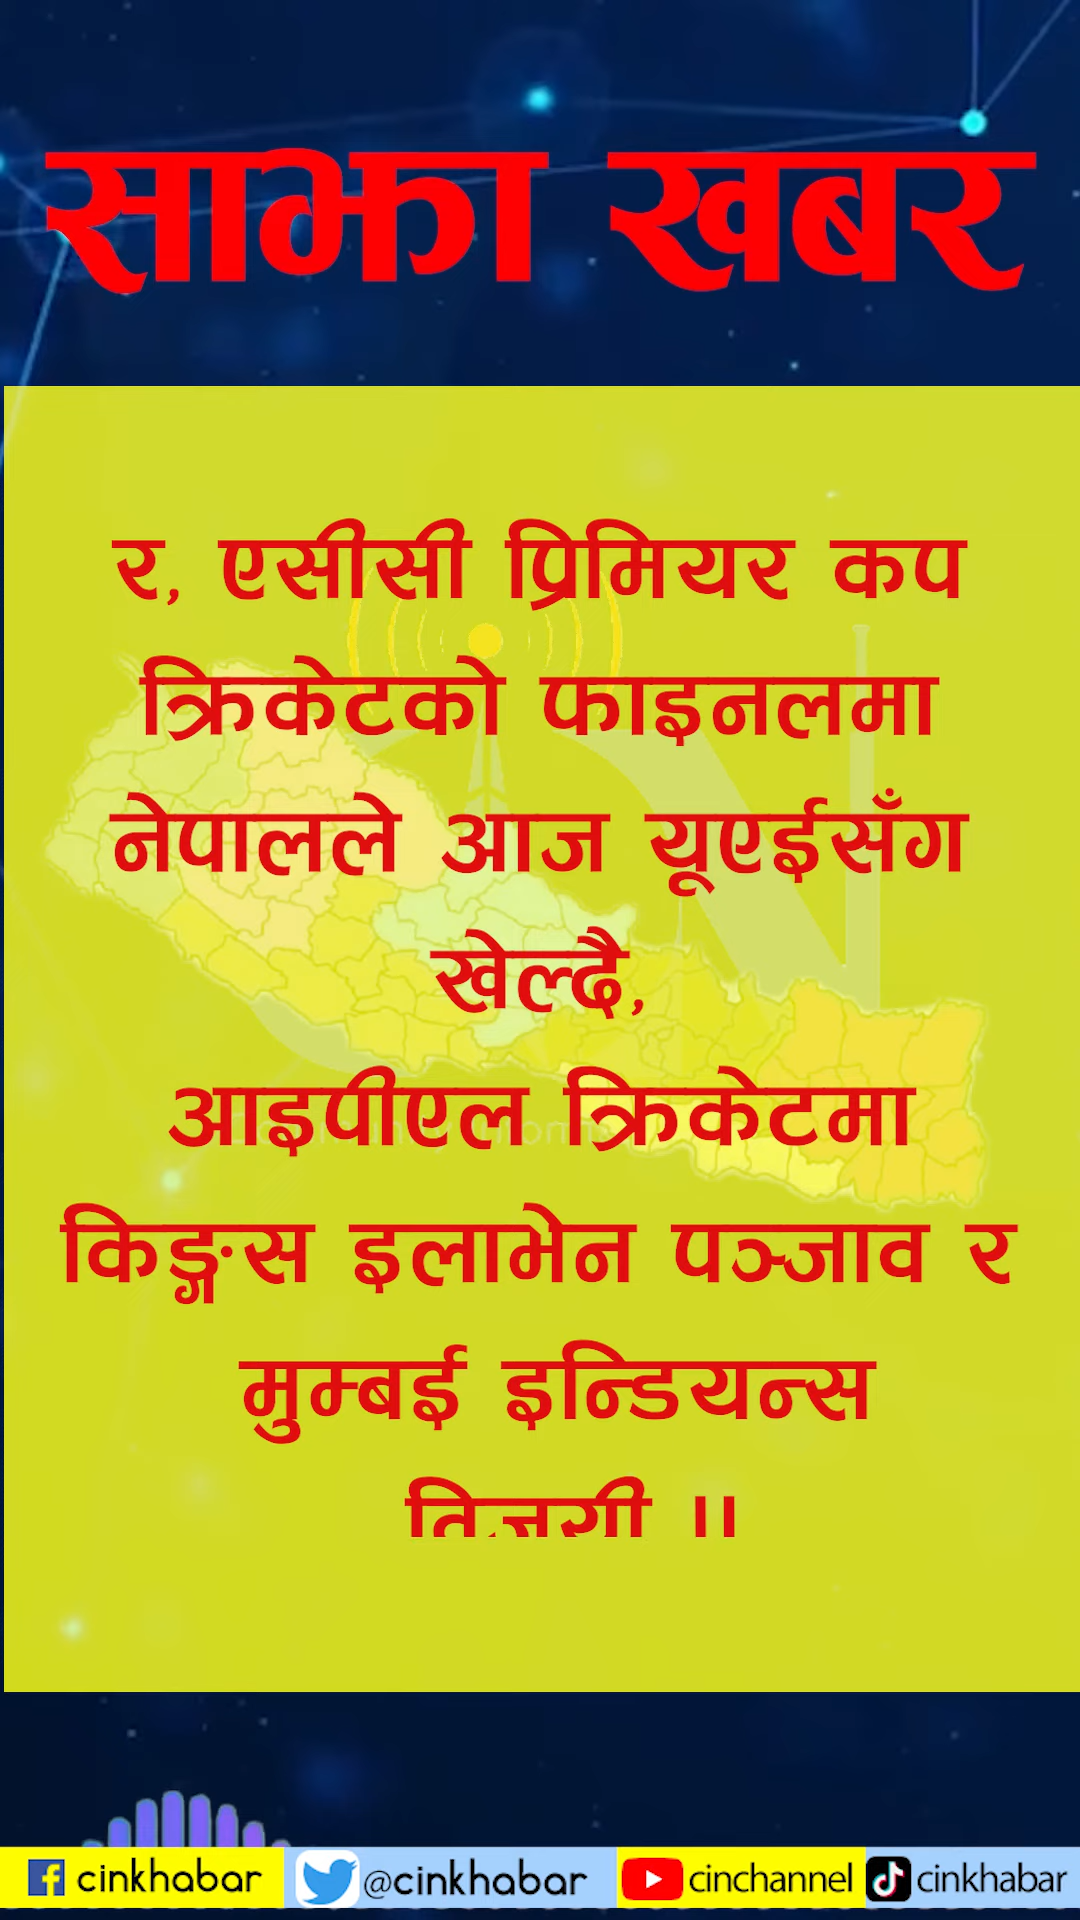 साझा खबर
र, एसीसी प्रिमियर कप
क्रिकेटको फाइनलमा
नेपालले आज यूएईसँग
खेल्दै,
आइपीएल क्रिकेटमा
किङ्गस इलाभेन पञ्जाव र
मुम्बई इन्डियन्स
॥
cinkhabar
@cinkhabar
cinchannel
cinkhabar